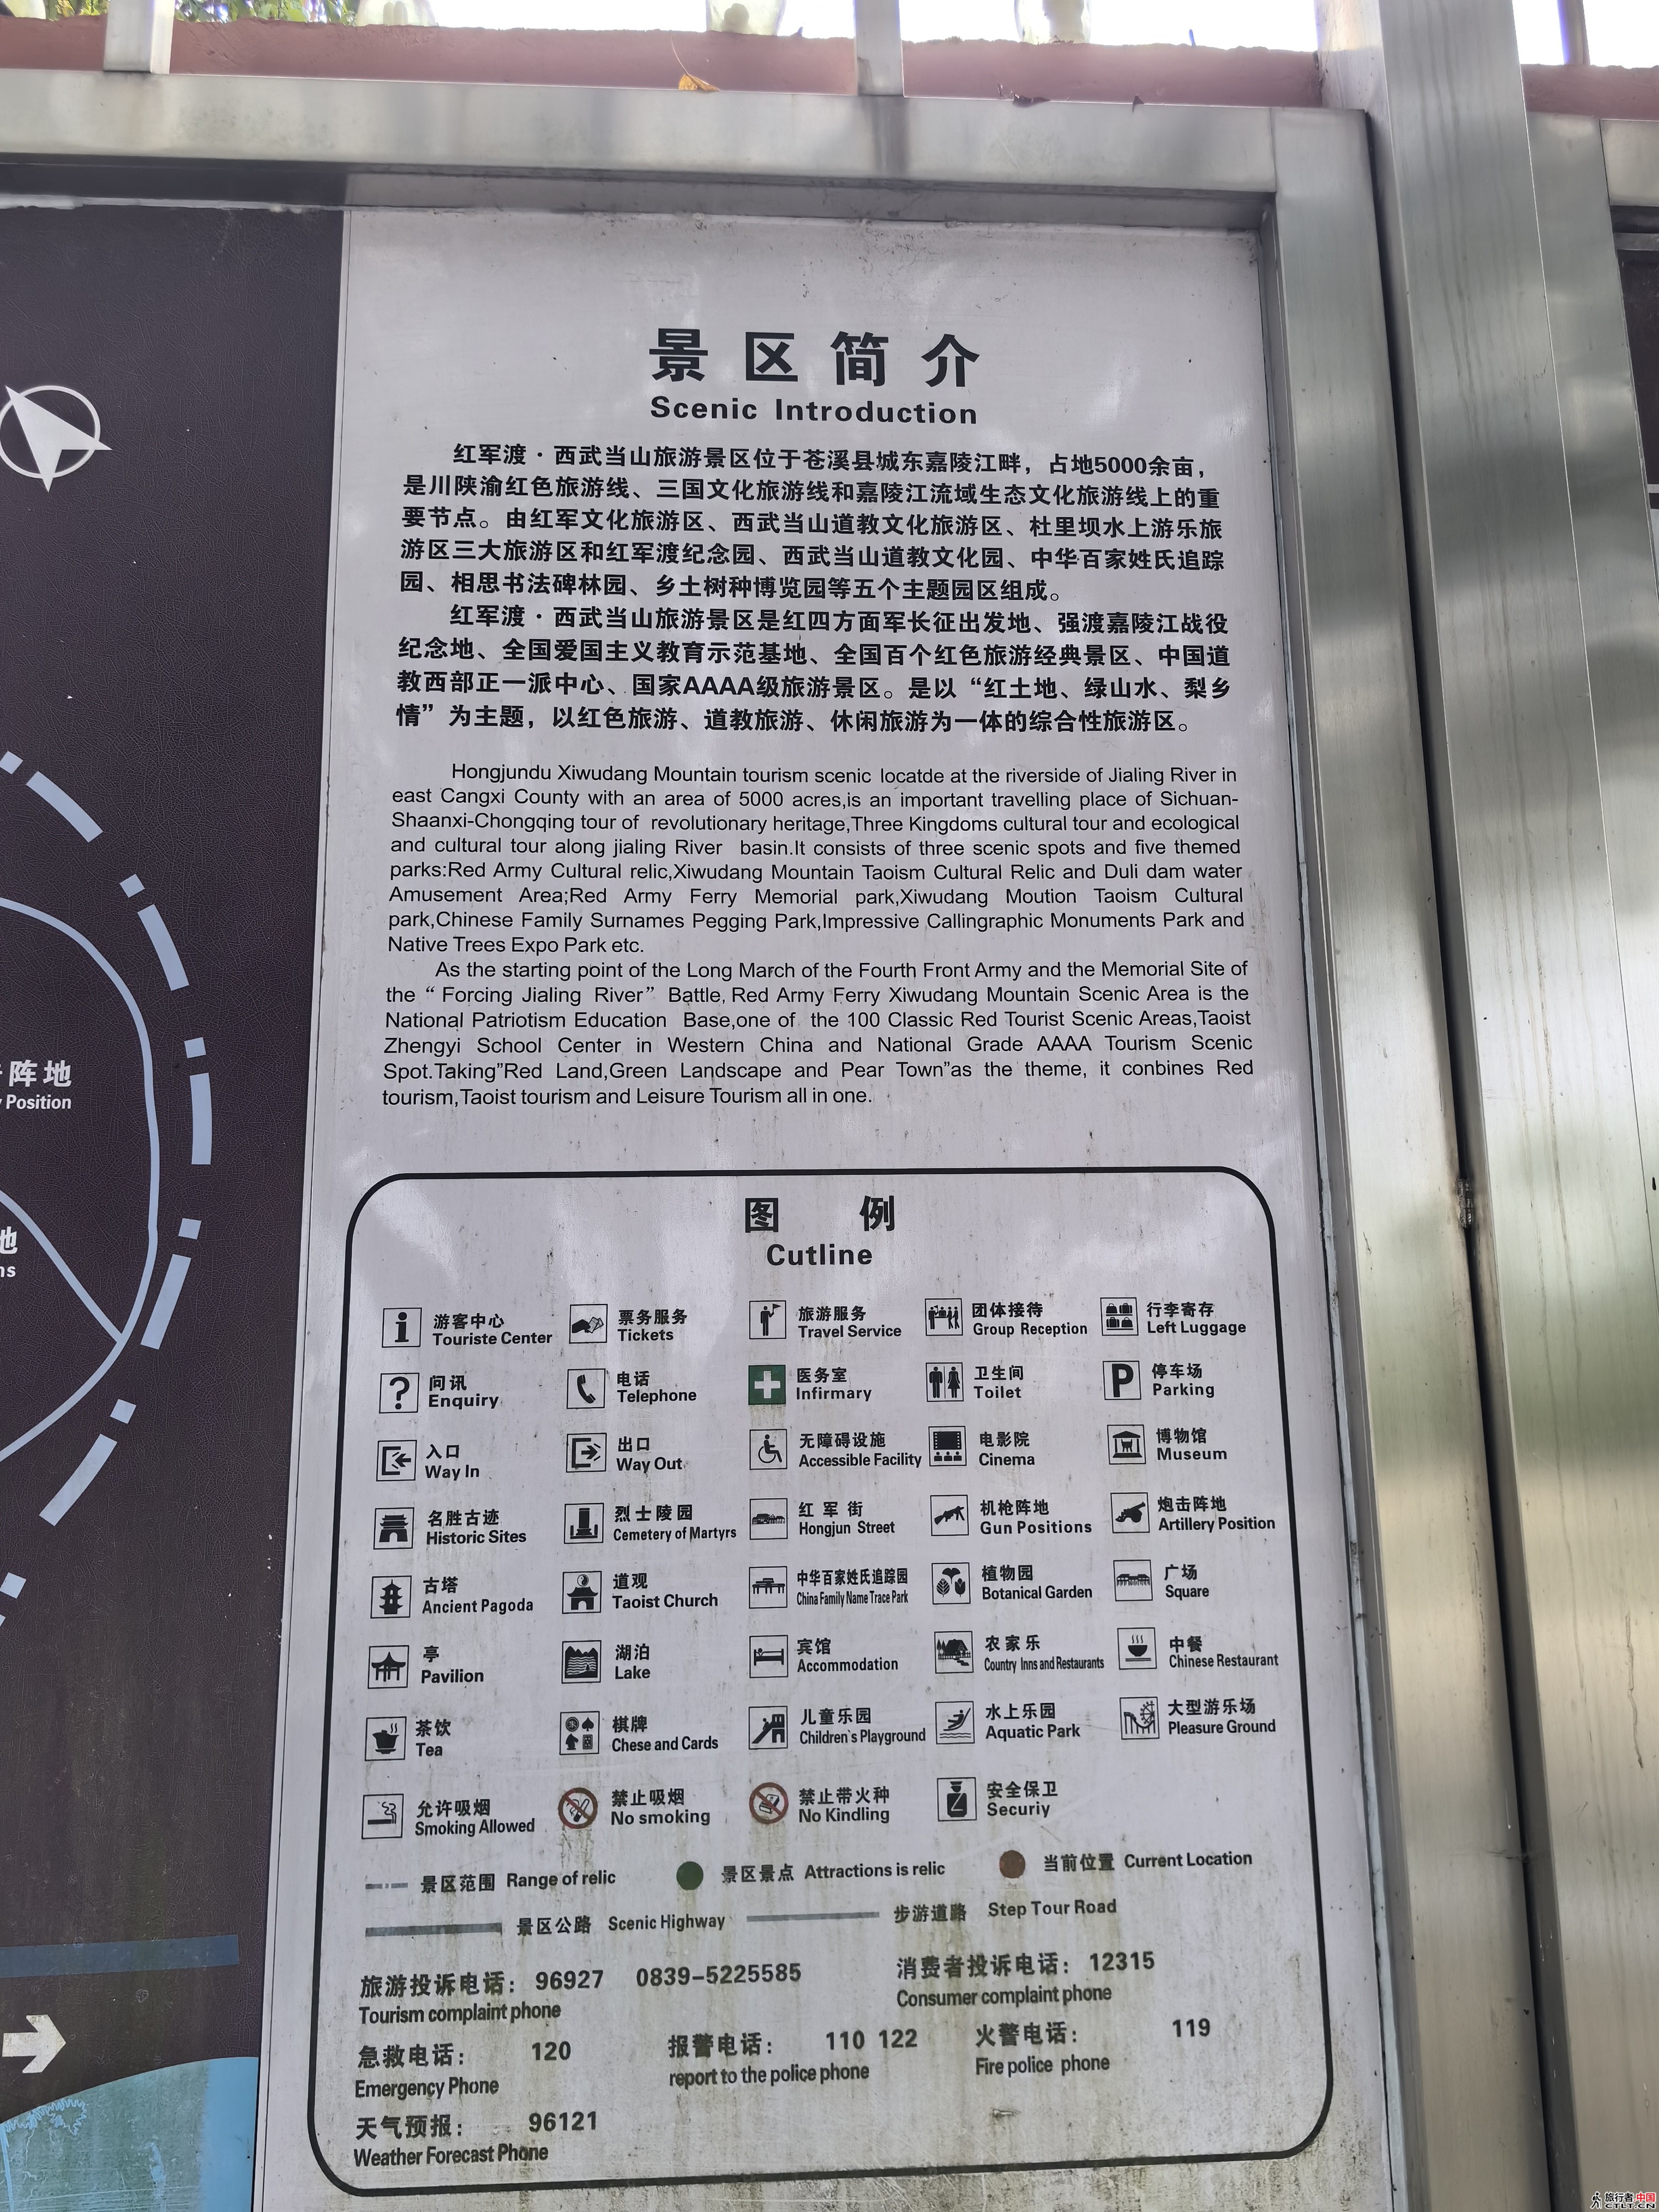 景区简介
Scenic Introduction
红军渡·西武当山旅游景区位于苍溪县城东嘉陵江畔，占地5000余亩，
是川陕渝红色旅游线、三国文化旅游线和嘉陵江流域生态文化旅游线上的重
要节点。由红军文化旅游区、西武当山道教文化旅游区、杜里坝水上游乐旅
游区三大旅游区和红军渡纪念园、西武当山道教文化园、中华百家姓氏追踪
园、相思书法碑林园、乡土树种博览园等五个主题园区组成。
红军渡·西武当山旅游景区是红四方面军长征出发地、强渡嘉陵江战役
纪念地、全国爱国主义教育示范基地、全国百个红色旅游经典景区、中国道
教西部正一派中心、国家AAAA级旅游景区。是以“红土地、绿山水、梨乡
情”为主题，以红色旅游、道教旅游、休闲旅游为一体的综合性旅游区。
Hongjundu Xiwudang Mountain tourism scenic locatde at the riverside of Jialing River in
east Cangxi County with an area of 5000 acres,is an important travelling place of Sichuan-
Shaanxi-Chongqing tour of revolutionary heritage,Three Kingdoms cultural tour and ecological
and cultural tour along jialing River basin.It consists of three scenic spots and five themed
parks:Red Army Cultural relic,Xiwudang Mountain Taoism Cultural Relic and Duli dam water
Amusement Area;Red Army Ferry Memorial park,Xiwudang Moution Taoism Cultural
park,Chinese Family Surnames Pegging Park,Impressive Callingraphic Monuments Park and
Native Trees Expo Park etc.
As the starting point of the Long March of the Fourth Front Army and the Memorial Site of
the “ Forcing Jialing River” Battle, Red Army Ferry Xiwudang Mountain Scenic Area is the
National Patriotism Education Base,one of the 100 Classic Red Tourist Scenic Areas,Taoist
Zhengyi School Center in Western China and National Grade AAAA Tourism Scenic
Spot.Taking”Red Land,Green Landscape and Pear Town”as the theme, it conbines Red
tourism,Taoist tourism and Leisure Tourism all in one.
阵地
Position
地
图例
Cutline
游客中心 票务服务 旅游服务 团体接待 行李寄存
Touriste Center Tickets Travel Service Group Reception Left Luggage
问讯 电话 医务室 卫生间 停车场
Enquiry Telephone Infirmary Toilet P Parking
入口 出口 无障碍设施 电影院 博物馆
Way In Way Out Accessible Facility Cinema Museum
名胜古迹 烈士陵园 红军街 机枪阵地 炮击阵地
Historic Sites Cemetery of Martyrs Hongjun Street Gun Positions Artillery Position
古塔 道观 中华百家姓氏追踪园 植物园 广场
Ancient Pagoda Taoist Church China Family Name Trace Park Botanical Garden Square
亭 湖泊 宾馆 农家乐 中餐
Pavilion Lake Accommodation Country Inns and Restaurants Chinese Restaurant
茶饮 棋牌 儿童乐园 水上乐园 大型游乐场
Tea Chese and Cards Children`s Playground Aquatic Park Pleasure Ground
允许吸烟 禁止吸烟 禁止带火种 安全保卫
Smoking Allowed No smoking No Kindling Securiy
景区范围 Range of relic 景区景点 Attractions is relic 当前位置 Current Location
景区公路 Scenic Highway 步游道路 Step Tour Road
旅游投诉电话：96927 0839-5225585 消费者投诉电话：12315
Tourism complaint phone Consumer complaint phone
急救电话： 120 报警电话： 110 122 火警电话： 119
Emergency Phone report to the police phone Fire police phone
天气预报： 96121
Weather Forecast Phone
旅行者中国
CTLT.CN